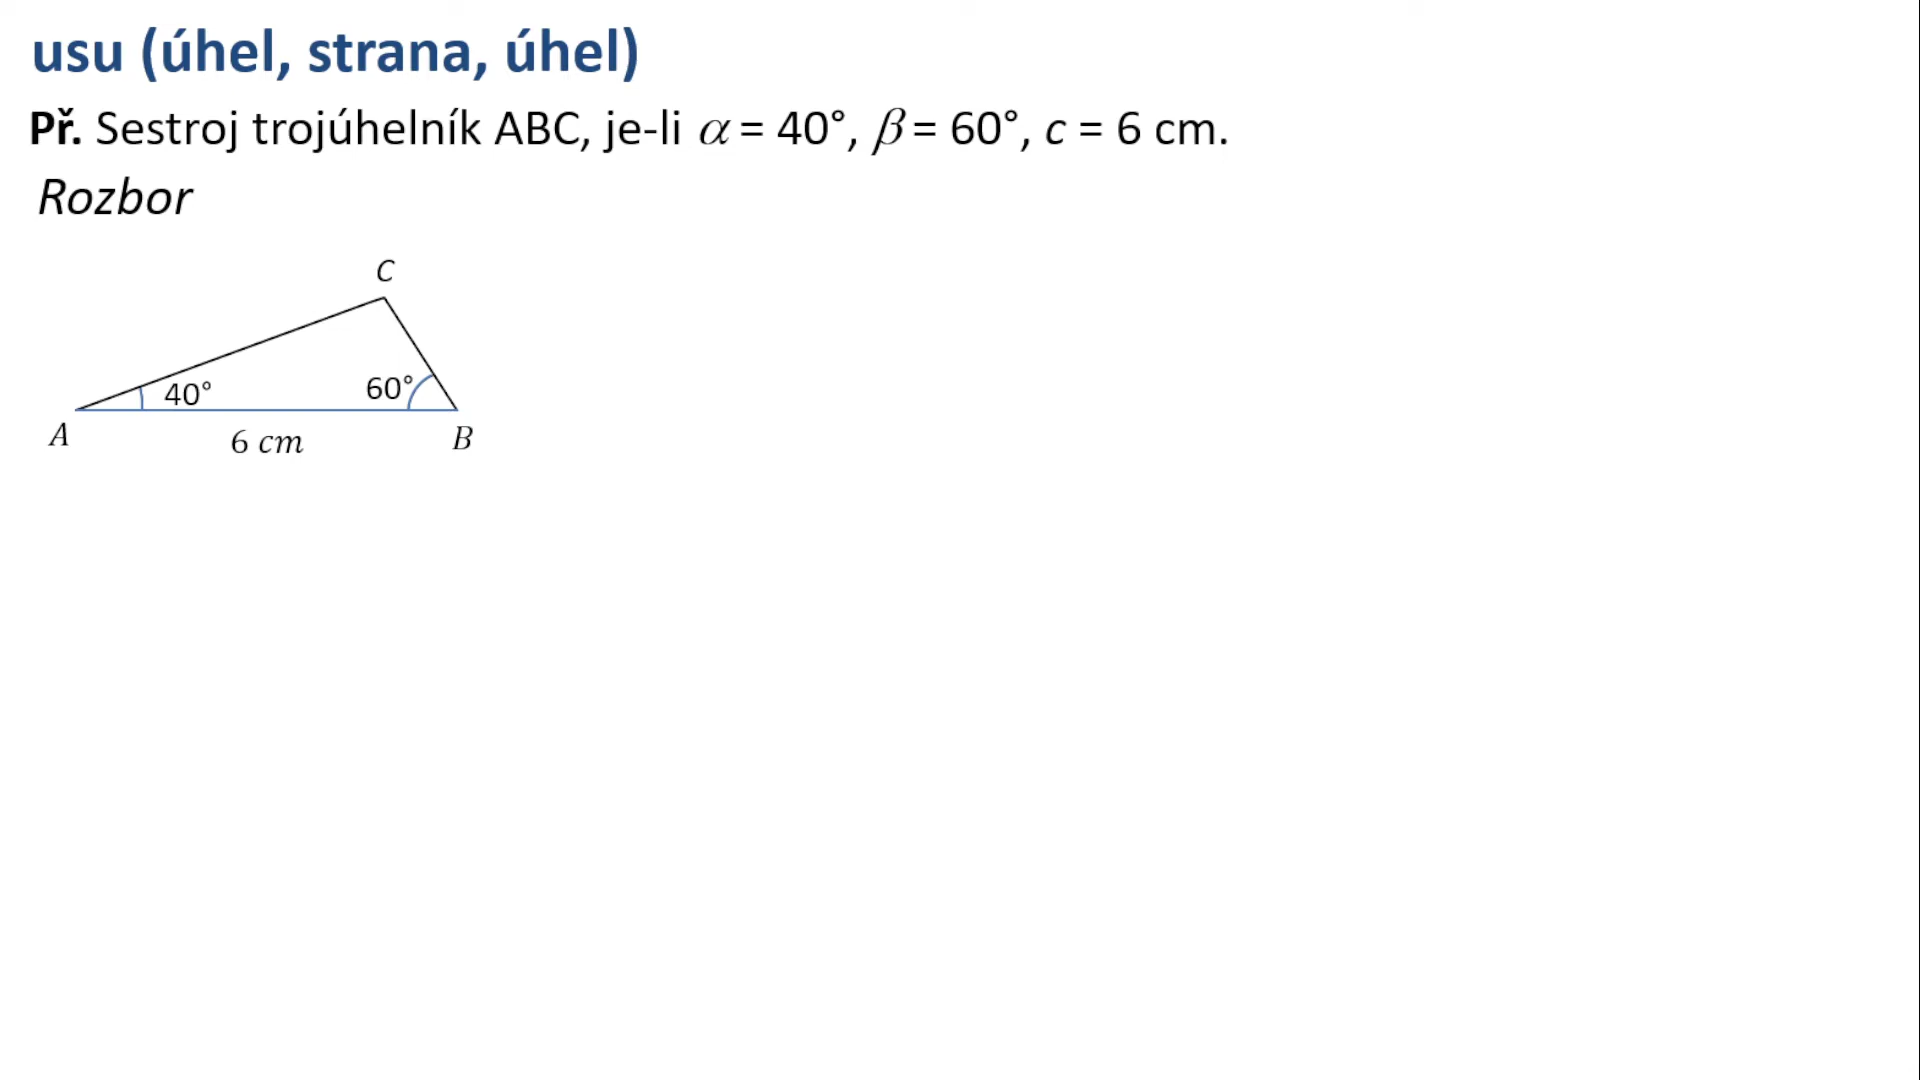 usu (úhel, strana, úhel)
Př. Sestroj trojúhelník ABC, je-li α = 40°, β = 60°, c = 6 cm.
Rozbor
C
40°
60°
A
6 cm
B